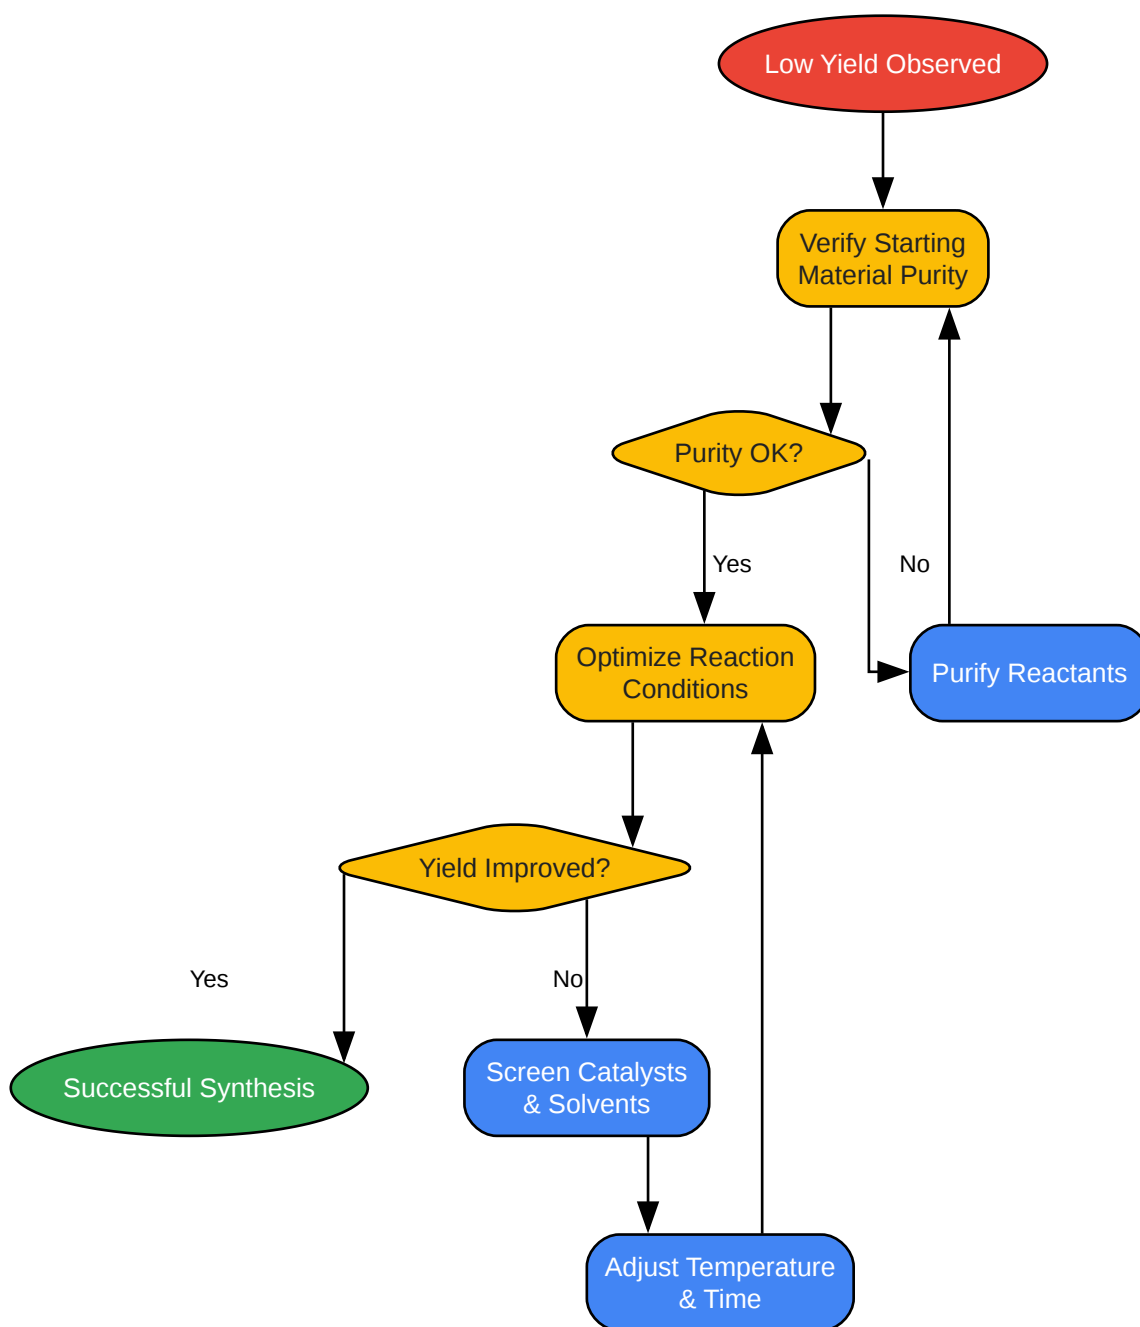 Low Yield Observed
Verify Starting
Material Purity
Purity OK?
Yes
No
Optimize Reaction
Conditions
Purify Reactants
Yield Improved?
Yes
No
Successful Synthesis
Screen Catalysts
& Solvents
Adjust Temperature
& Time